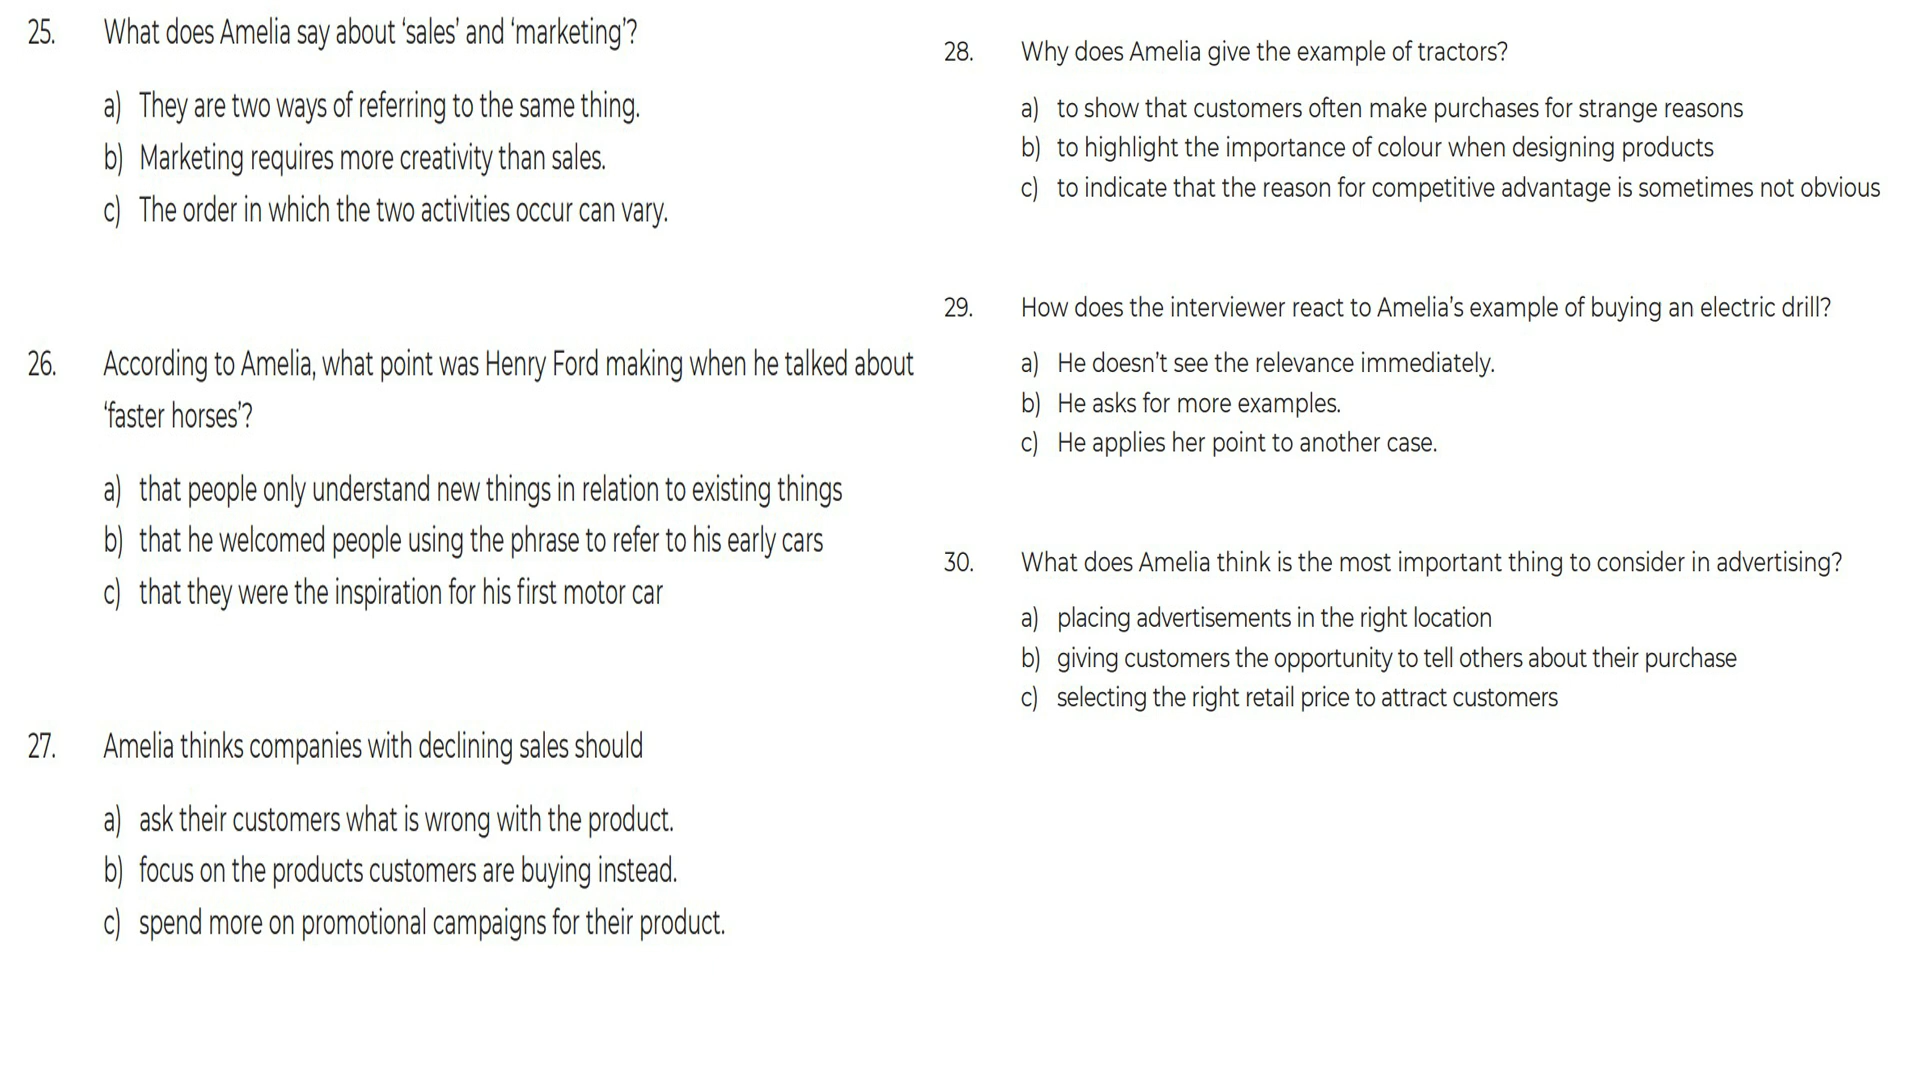 25. What does Amelia say about ‘sales’ and ‘marketing’?
a) They are two ways of referring to the same thing.
b) Marketing requires more creativity than sales.
c) The order in which the two activities occur can vary.
26. According to Amelia, what point was Henry Ford making when he talked about
‘faster horses’?
a) that people only understand new things in relation to existing things
b) that he welcomed people using the phrase to refer to his early cars
c) that they were the inspiration for his first motor car
27. Amelia thinks companies with declining sales should
a) ask their customers what is wrong with the product.
b) focus on the products customers are buying instead.
c) spend more on promotional campaigns for their product.
28. Why does Amelia give the example of tractors?
a) to show that customers often make purchases for strange reasons
b) to highlight the importance of colour when designing products
c) to indicate that the reason for competitive advantage is sometimes not obvious
29. How does the interviewer react to Amelia’s example of buying an electric drill?
a) He doesn’t see the relevance immediately.
b) He asks for more examples.
c) He applies her point to another case.
30. What does Amelia think is the most important thing to consider in advertising?
a) placing advertisements in the right location
b) giving customers the opportunity to tell others about their purchase
c) selecting the right retail price to attract customers